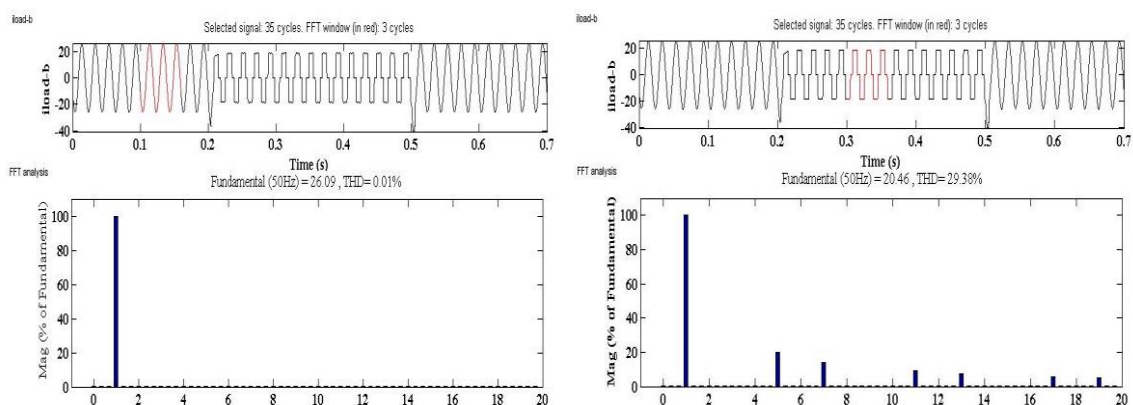 iload-b
Selected signal: 35 cycles. FFT window (in red): 3 cycles
iload-b
20
0
-20
-40
0 0.1 0.2 0.3 0.4 0.5 0.6 0.7
Time (s)
FFT analysis
Fundamental (50Hz) = 26.09 , THD= 0.01%
Mag (% of Fundamental)
100
80
60
40
20
0
0 2 4 6 8 10 12 14 16 18 20
iload-b
Selected signal: 35 cycles. FFT window (in red): 3 cycles
iload-b
20
0
-20
-40
0 0.1 0.2 0.3 0.4 0.5 0.6 0.7
Time (s)
FFT analysis
Fundamental (50Hz) = 20.46 , THD= 29.38%
Mag (% of Fundamental)
100
80
60
40
20
0
0 2 4 6 8 10 12 14 16 18 20